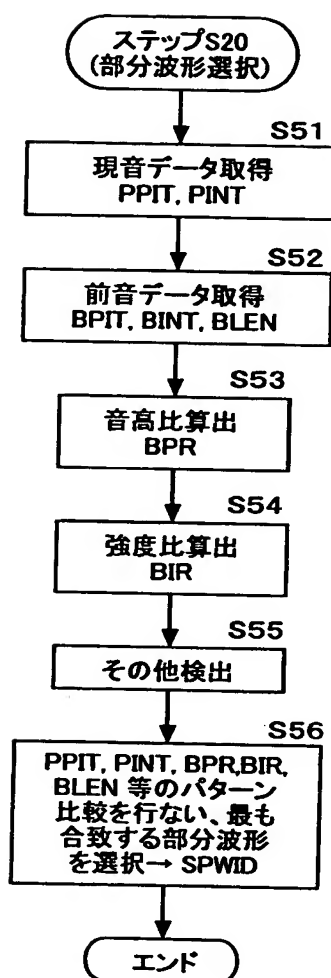 ステップS20
(部分波形選択)
S51
現音データ取得
PPIT, PINT
S52
前音データ取得
BPIT, BINT, BLEN
S53
音高比算出
BPR
S54
強度比算出
BIR
S55
その他検出
S56
PPIT, PINT, BPR,BIR,
BLEN 等のパターン
比較を行ない、最も
合致する部分波形
を選択→ SPWID
エンド